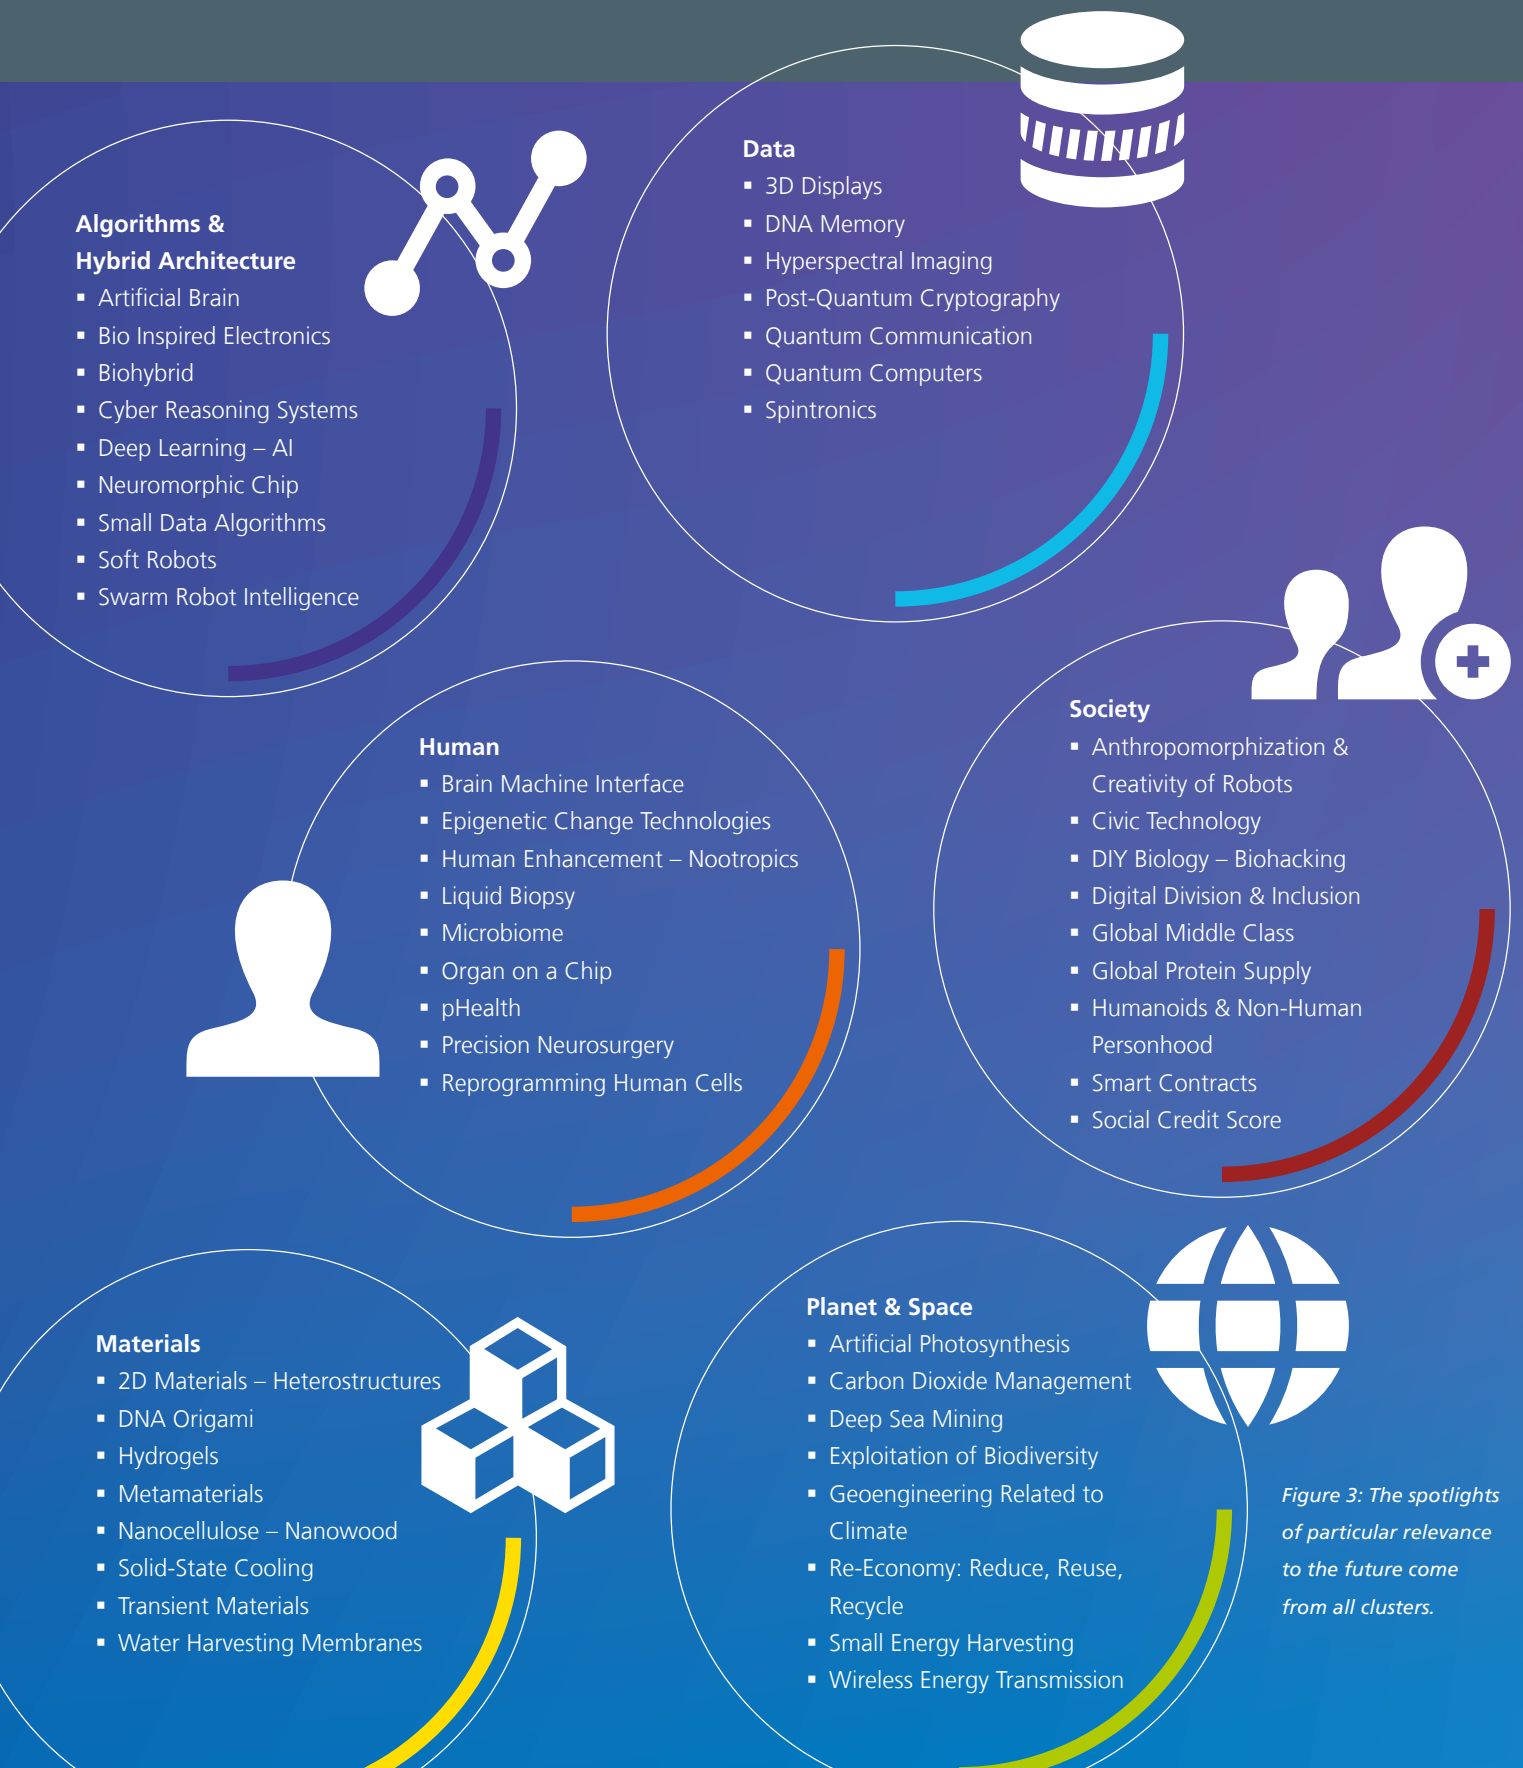 Algorithms &
Hybrid Architecture
▪ Artificial Brain
▪ Bio Inspired Electronics
▪ Biohybrid
▪ Cyber Reasoning Systems
▪ Deep Learning – AI
▪ Neuromorphic Chip
▪ Small Data Algorithms
▪ Soft Robots
▪ Swarm Robot Intelligence
Data
▪ 3D Displays
▪ DNA Memory
▪ Hyperspectral Imaging
▪ Post-Quantum Cryptography
▪ Quantum Communication
▪ Quantum Computers
▪ Spintronics
Human
▪ Brain Machine Interface
▪ Epigenetic Change Technologies
▪ Human Enhancement – Nootropics
▪ Liquid Biopsy
▪ Microbiome
▪ Organ on a Chip
▪ pHealth
▪ Precision Neurosurgery
▪ Reprogramming Human Cells
Society
▪ Anthropomorphization &
Creativity of Robots
▪ Civic Technology
▪ DIY Biology – Biohacking
▪ Digital Division & Inclusion
▪ Global Middle Class
▪ Global Protein Supply
▪ Humanoids & Non-Human
Personhood
▪ Smart Contracts
▪ Social Credit Score
Materials
▪ 2D Materials – Heterostructures
▪ DNA Origami
▪ Hydrogels
▪ Metamaterials
▪ Nanocellulose – Nanowood
▪ Solid-State Cooling
▪ Transient Materials
▪ Water Harvesting Membranes
Planet & Space
▪ Artificial Photosynthesis
▪ Carbon Dioxide Management
▪ Deep Sea Mining
▪ Exploitation of Biodiversity
▪ Geoengineering Related to
Climate
▪ Re-Economy: Reduce, Reuse,
Recycle
▪ Small Energy Harvesting
▪ Wireless Energy Transmission
Figure 3: The spotlights
of particular relevance
to the future come
from all clusters.